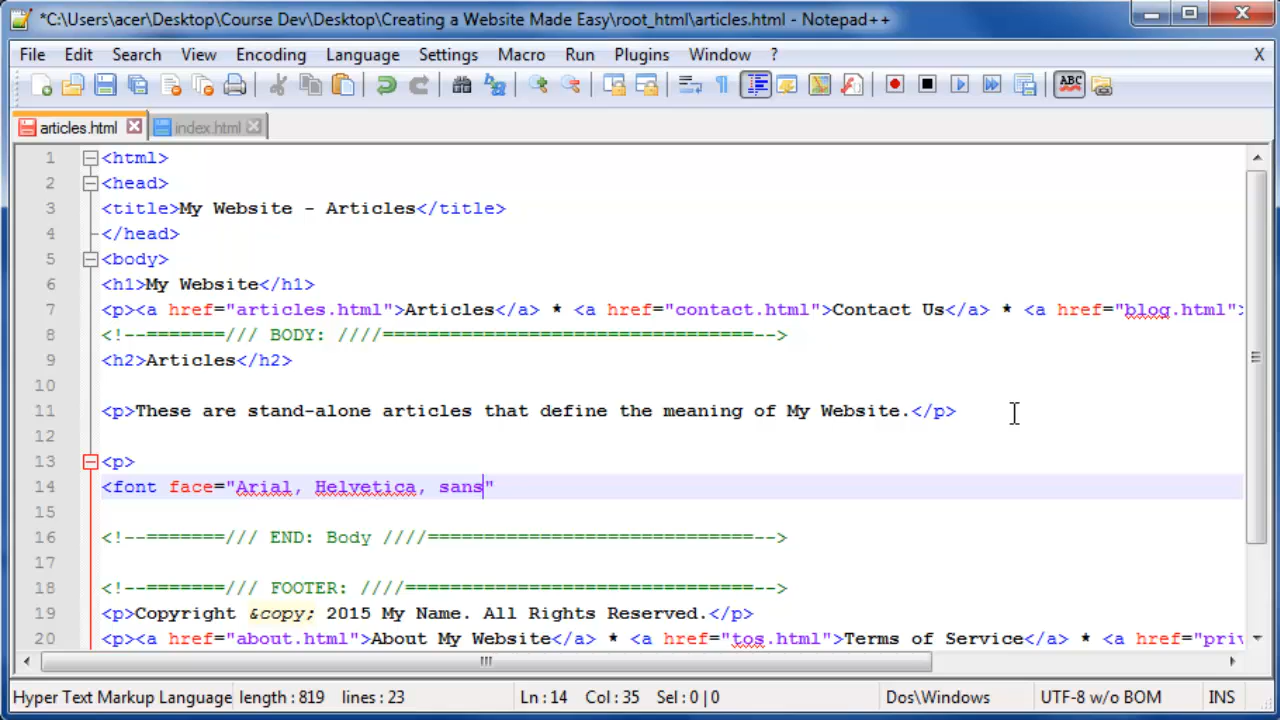 *C:\Users\acer\Desktop\Course Dev\Desktop\Creating a Website Made Easy\root_html\articles.html - Notepad++
File Edit Search View Encoding Language Settings Macro Run Plugins Window ? X
ABC
articles.html index.html
1 <html>
2 <head>
3 <title>My Website - Articles</title>
4 </head>
5 <body>
6 <h1>My Website</h1>
7 <p><a href="articles.html">Articles</a> * <a href="contact.html">Contact Us</a> * <a href="blog.html">
8 <!--=======/// BODY: ////=================================-->
9 <h2>Articles</h2>
10
11 <p>These are stand-alone articles that define the meaning of My Website.</p>
12
13 <p>
14 <font face="Arial, Helvetica, sans"
15
16 <!--=======/// END: Body ////=============================-->
17
18 <!--=======/// FOOTER: ////===============================-->
19 <p>Copyright &copy; 2015 My Name. All Rights Reserved.</p>
20 <p><a href="about.html">About My Website</a> * <a href="tos.html">Terms of Service</a> * <a href="priv
Hyper Text Markup Language length : 819 lines : 23 Ln : 14 Col : 35 Sel : 0 | 0 Dos\Windows UTF-8 w/o BOM INS